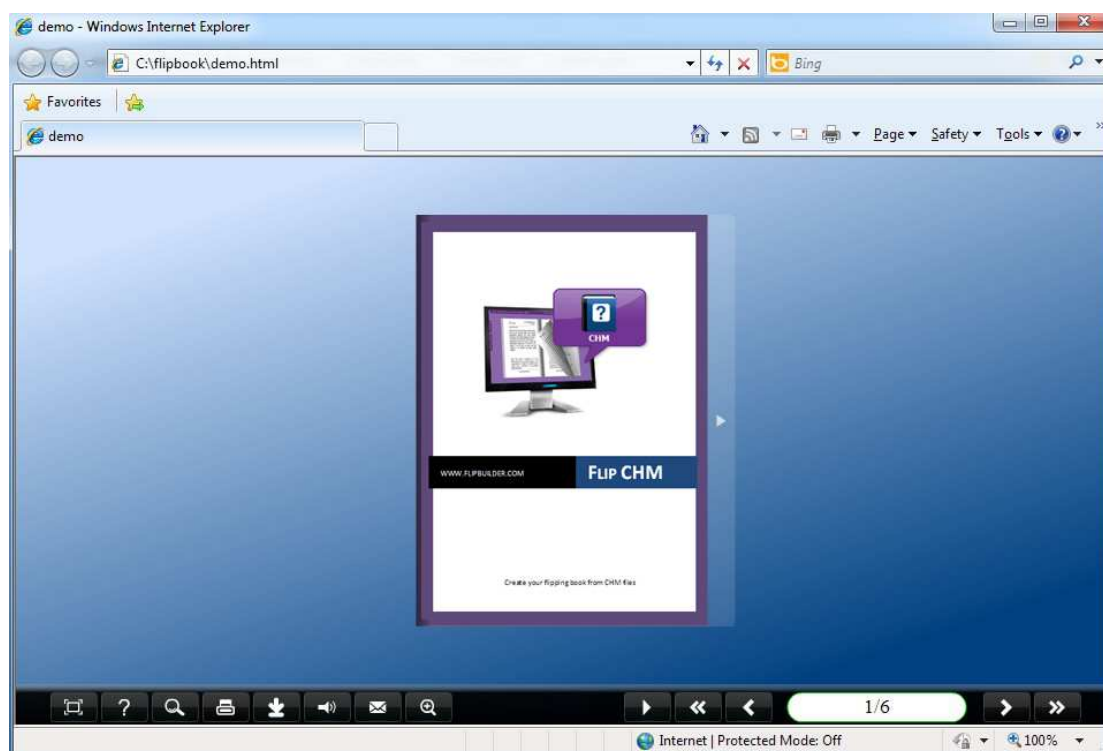 demo - Windows Internet Explorer
C:\flipbook\demo.html
Bing
Favorites
demo
Page
Safety
Tools
?
CHM
WWW.FLIPBUILDER.COM
FLIP CHM
Create your flipping book from CHM files
?
1/6
Internet | Protected Mode: Off
100%